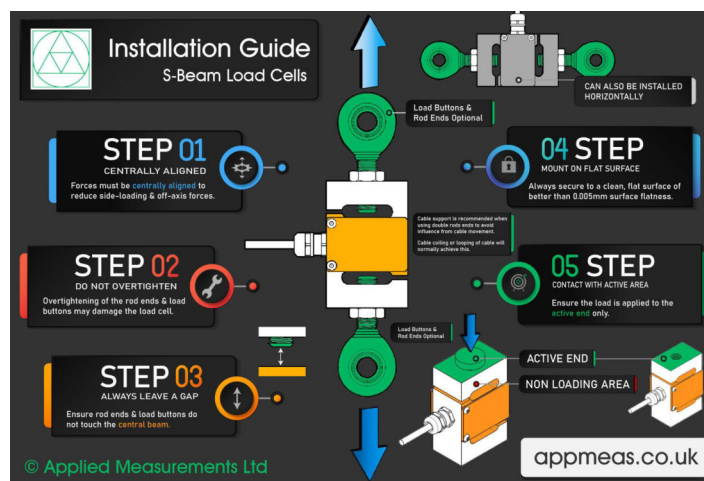 Installation Guide
S-Beam Load Cells
CAN ALSO BE INSTALLED
HORIZONTALLY
Load Buttons &
Rod Ends Optional
STEP 01
CENTRALLY ALIGNED
Forces must be centrally aligned to
reduce side-loading & off-axis forces.
04 STEP
MOUNT ON FLAT SURFACE
Always secure to a clean, flat surface of
better than 0.005mm surface flatness.
Cable support is recommended when
using double rods ends to avoid
influence from cable movement.
Cable coiling or looping of cable will
normally achieve this.
STEP 02
DO NOT OVERTIGHTEN
Overtightening of the rod ends & load
buttons may damage the load cell.
05 STEP
CONTACT WITH ACTIVE AREA
Ensure the load is applied to the
active end only.
Load Buttons &
Rod Ends Optional
STEP 03
ALWAYS LEAVE A GAP
Ensure rod ends & load buttons do
not touch the central beam.
ACTIVE END
NON LOADING AREA
© Applied Measurements Ltd
appmeas.co.uk